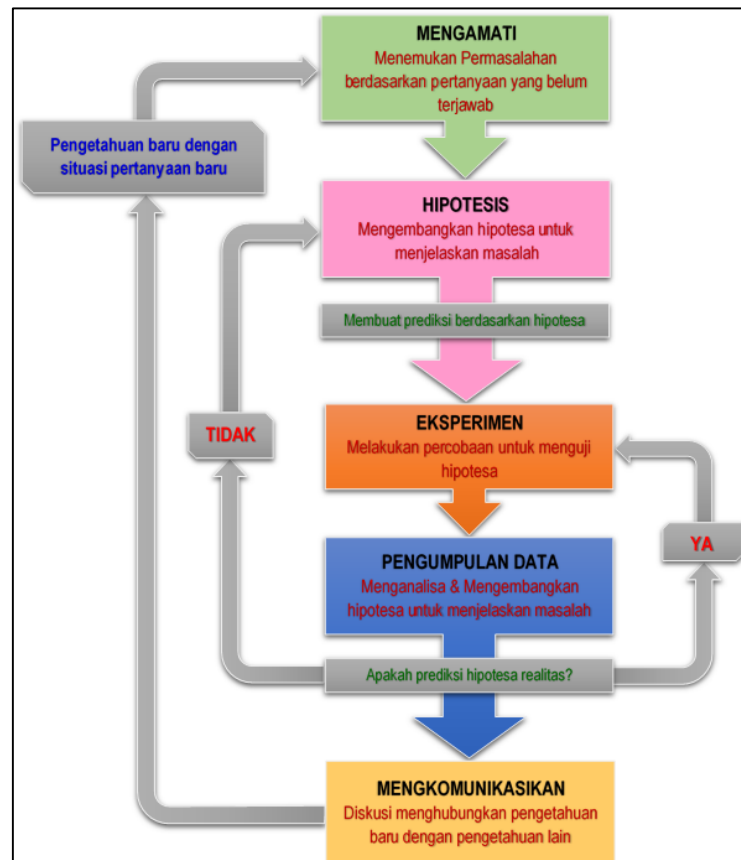 MENGAMATI
Menemukan Permasalahan
berdasarkan pertanyaan yang belum
terjawab
Pengetahuan baru dengan
situasi pertanyaan baru
HIPOTESIS
Mengembangkan hipotesa untuk
menjelaskan masalah
Membuat prediksi berdasarkan hipotesa
TIDAK
EKSPERIMEN
Melakukan percobaan untuk menguji
hipotesa
YA
PENGUMPULAN DATA
Menganalisa & Mengembangkan
hipotesa untuk menjelaskan masalah
Apakah prediksi hipotesa realitas?
MENGKOMUNIKASIKAN
Diskusi menghubungkan pengetahuan
baru dengan pengetahuan lain